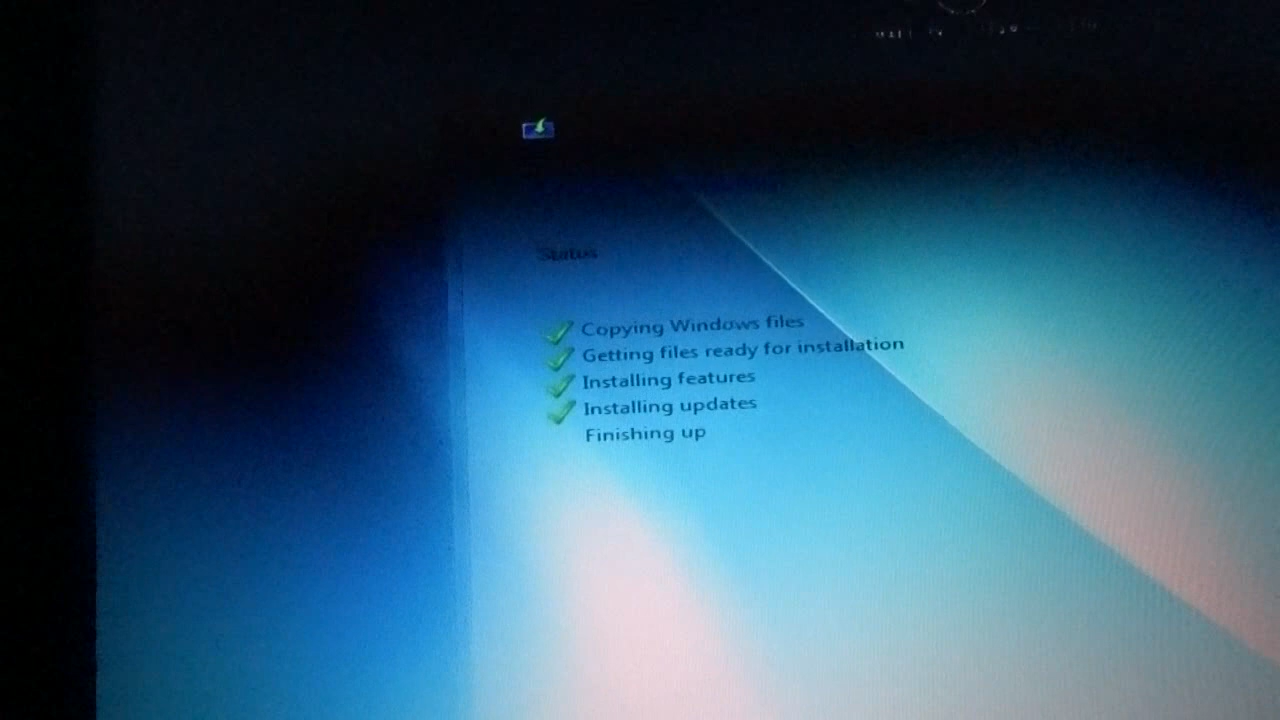 Status
Copying Windows files
Getting files ready for installation
Installing features
Installing updates
Finishing up